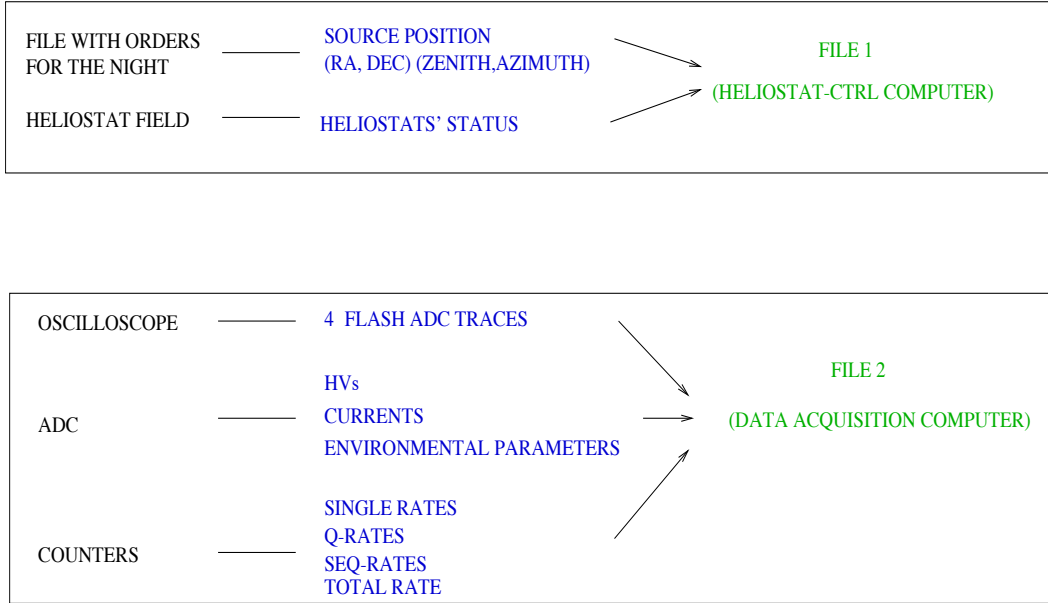 FILE WITH ORDERS
FOR THE NIGHT
SOURCE POSITION
(RA, DEC) (ZENITH,AZIMUTH)
FILE 1
(HELIOSTAT-CTRL COMPUTER)
HELIOSTAT FIELD
HELIOSTATS' STATUS
OSCILLOSCOPE
4 FLASH ADC TRACES
ADC
HVs
CURRENTS
ENVIRONMENTAL PARAMETERS
FILE 2
(DATA ACQUISITION COMPUTER)
COUNTERS
SINGLE RATES
Q-RATES
SEQ-RATES
TOTAL RATE